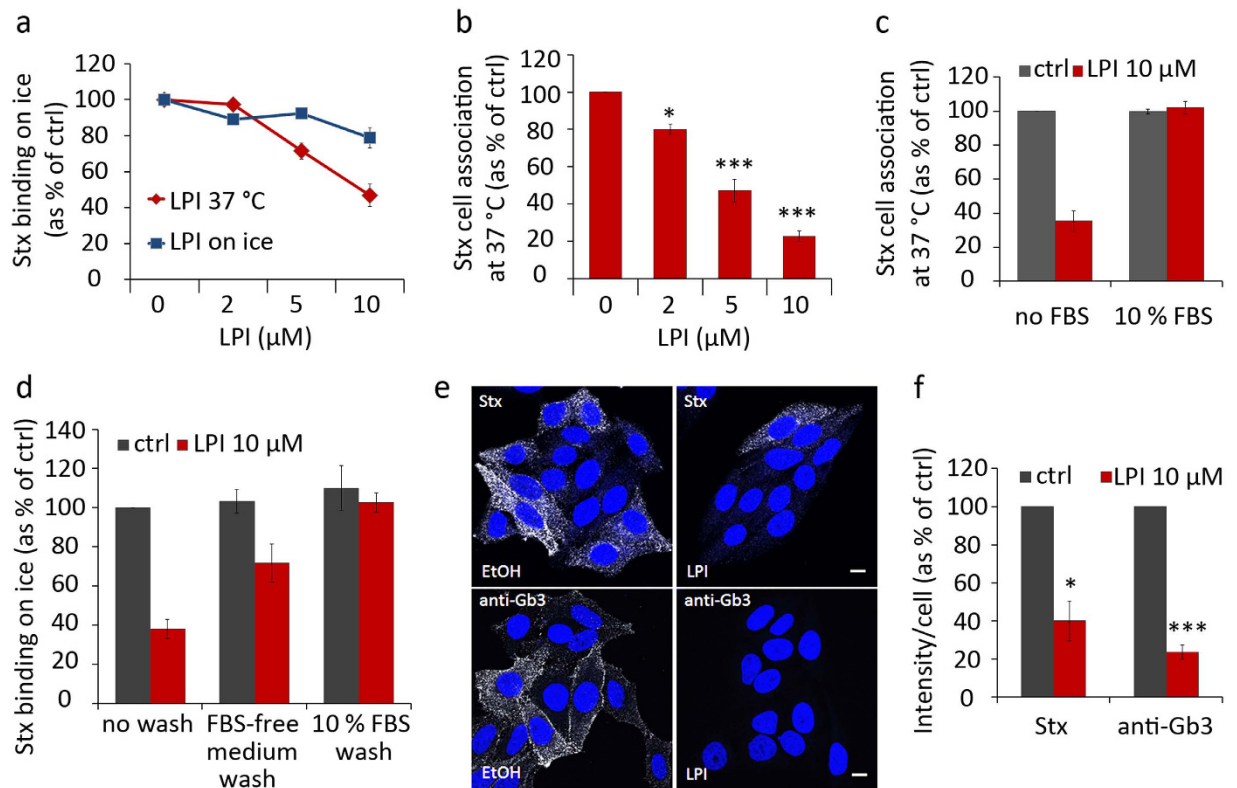 a
Stx binding on ice
(as % of ctrl)
120
100
80
60
40
20
0
LPI 37 °C
LPI on ice
0 2 5 10
LPI (µM)
b
Stx cell association
at 37 °C (as % of ctrl)
120
100
80
60
40
20
0
*
***
***
0 2 5 10
LPI (µM)
c
Stx cell association
at 37 °C (as % of ctrl)
ctrl LPI 10 µM
120
100
80
60
40
20
0
no FBS 10 % FBS
d
Stx binding on ice (as % of ctrl)
ctrl LPI 10 µM
140
120
100
80
60
40
20
0
no wash FBS-free 10 % FBS
medium wash
wash
e
Stx Stx
EtOH LPI
anti-Gb3 anti-Gb3
EtOH LPI
f
Intensity/cell (as % of ctrl)
ctrl LPI 10 µM
120
100
80
60
40
20
0
*
***
Stx anti-Gb3